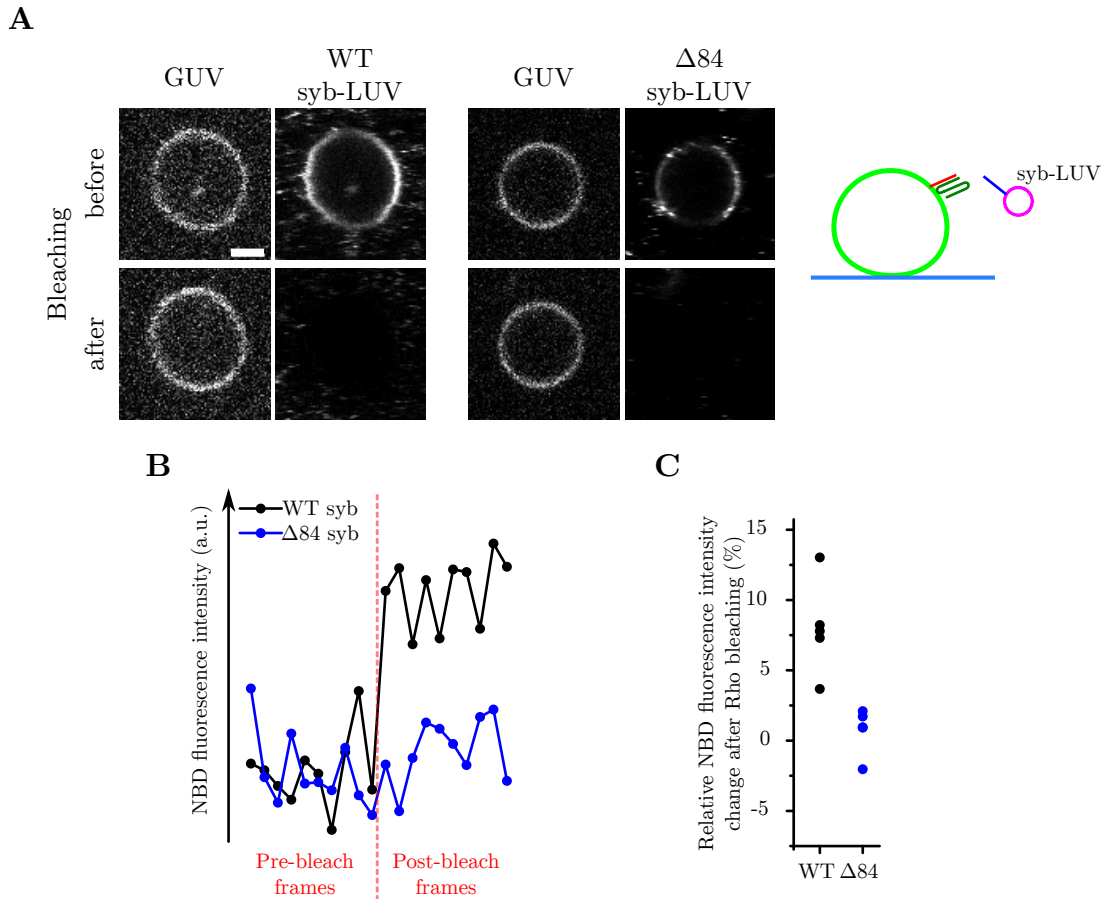 A
GUV
WT
syb-LUV
GUV
Δ84
syb-LUV
Bleaching
before
after
syb-LUV
B
NBD fluorescence intensity (a.u.)
WT syb
Δ84 syb
Pre-bleach
frames
Post-bleach
frames
C
Relative NBD fluorescence intensity
change after Rho bleaching (%)
15
10
5
0
-5
WT Δ84